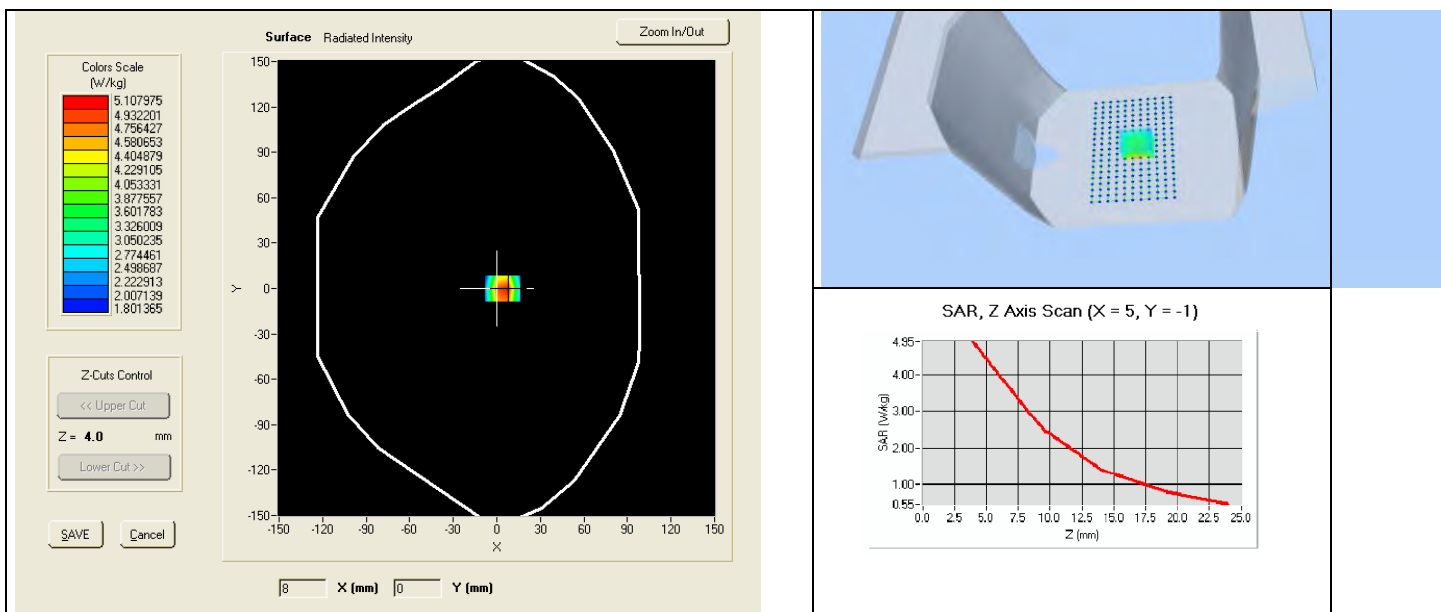 Surface Radiated Intensity
Zoom In/Out
Colors Scale
(W/kg)
5.107975
4.932201
4.756427
4.580653
4.404879
4.229105
4.053331
3.877557
3.601783
3.326009
3.050235
2.774461
2.498687
2.222913
2.007139
1.801365
Z-Cuts Control
<< Upper Cut
Z = 4.0 mm
Lower Cut >>
SAVE Cancel
150
120
90
60
30
0
-30
-60
-90
-120
-150
Y
-150 -120 -90 -60 -30 0 30 60 90 120 150
X
8 X (mm) 0 Y (mm)
SAR, Z Axis Scan (X = 5, Y = -1)
4.95
4.00
3.00
2.00
1.00
0.55
SAR (W/kg)
0.0 2.5 5.0 7.5 10.0 12.5 15.0 17.5 20.0 22.5 25.0
Z (mm)